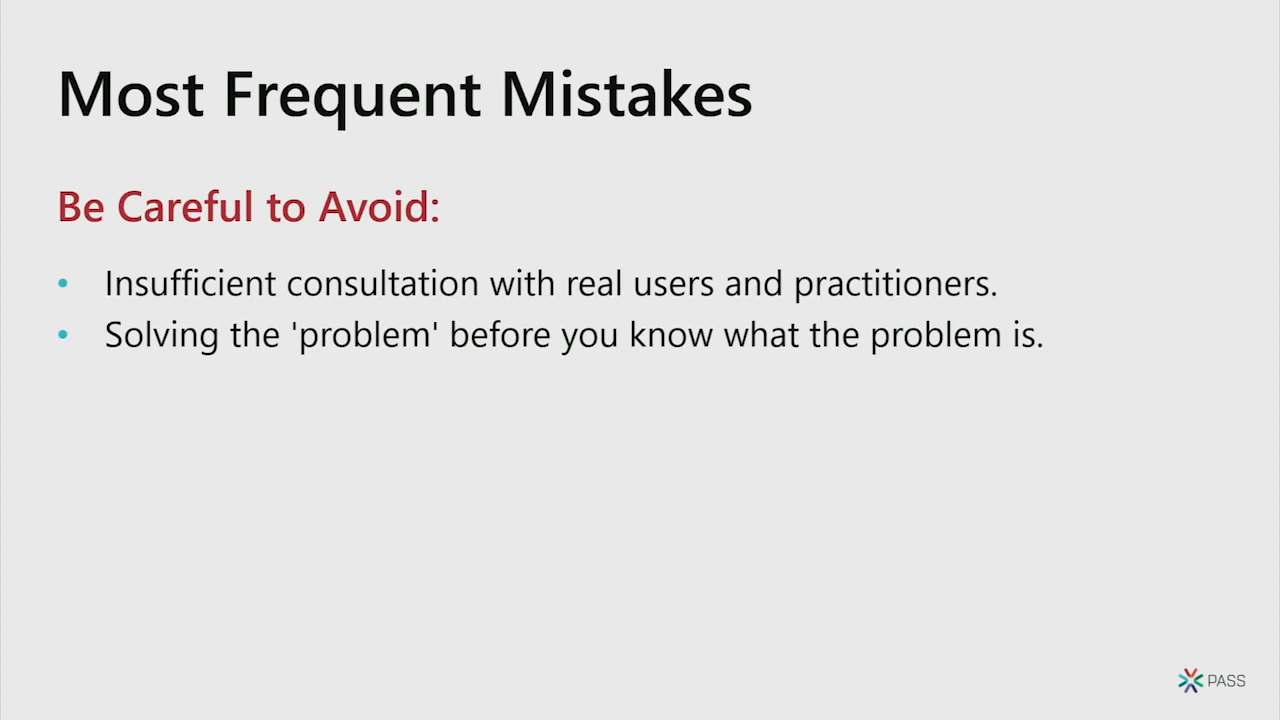 Most Frequent Mistakes
Be Careful to Avoid:
• Insufficient consultation with real users and practitioners.
• Solving the 'problem' before you know what the problem is.
PASS